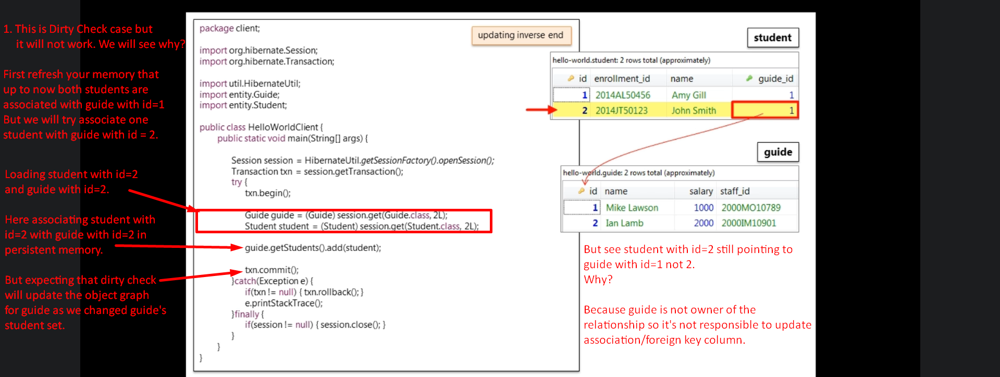 1. This is Dirty Check case but
it will not work. We will see why?
First refresh your memory that
up to now both students are
associated with guide with id=1
But we will try associate one
student with guide with id = 2.
Loading student with id=2
and guide with id=2.
Here associating student with
id=2 with guide with id=2 in
persistent memory.
But expecting that dirty check
will update the object graph
for guide as we changed guide's
student set.
package client;
updating inverse end
import org.hibernate.Session;
import org.hibernate.Transaction;
import util.HibernateUtil;
import entity.Guide;
import entity.Student;
public class HelloWorldClient {
public static void main(String[] args) {
Session session = HibernateUtil.getSessionFactory().openSession();
Transaction txn = session.getTransaction();
try {
txn.begin();
Guide guide = (Guide) session.get(Guide.class, 2L);
Student student = (Student) session.get(Student.class, 2L);
guide.getStudents().add(student);
txn.commit();
}catch(Exception e) {
if(txn != null) { txn.rollback(); }
e.printStackTrace();
}finally {
if(session != null) { session.close(); }
}
}
}
student
hello-world.student: 2 rows total (approximately)
id enrollment_id name guide_id
1 2014AL50456 Amy Gill 1
2 2014JT50123 John Smith 1
guide
hello-world.guide: 2 rows total (approximately)
id name salary staff_id
1 Mike Lawson 1000 2000MO10789
2 Ian Lamb 2000 2000IM10901
But see student with id=2 still pointing to
guide with id=1 not 2.
Why?
Because guide is not owner of the
relationship so it's not responsible to update
association/foreign key column.